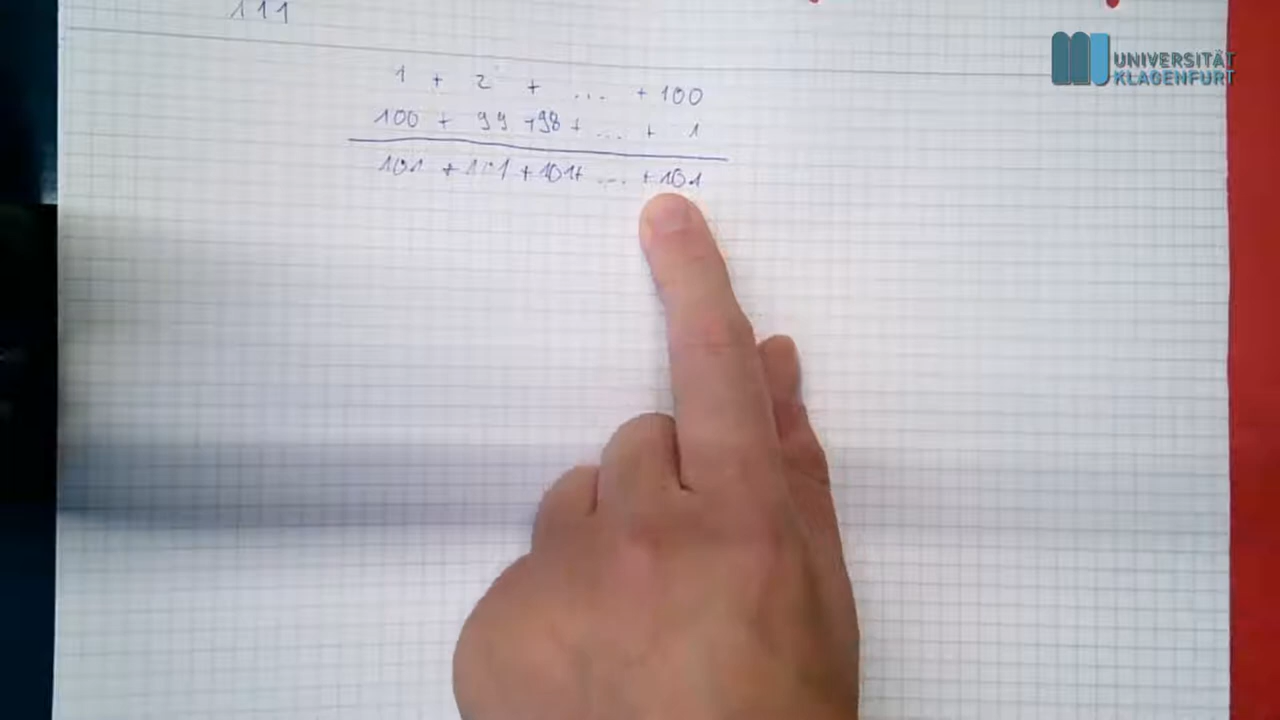 111
UNIVERSITÄT
KLAGENFURT
1 + 2 + ... + 100
100 + 99 + 98 + ... + 1
101 + 101 + 101 + ... + 101